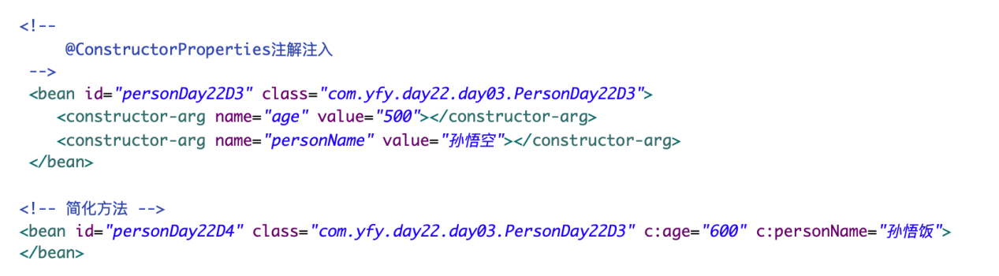 <!--
@ConstructorProperties注解注入
-->
<bean id="personDay22D3" class="com.yfy.day22.day03.PersonDay22D3">
<constructor-arg name="age" value="500"></constructor-arg>
<constructor-arg name="personName" value="孙悟空"></constructor-arg>
</bean>
<!-- 简化方法 -->
<bean id="personDay22D4" class="com.yfy.day22.day03.PersonDay22D3" c:age="600" c:personName="孙悟饭">
</bean>